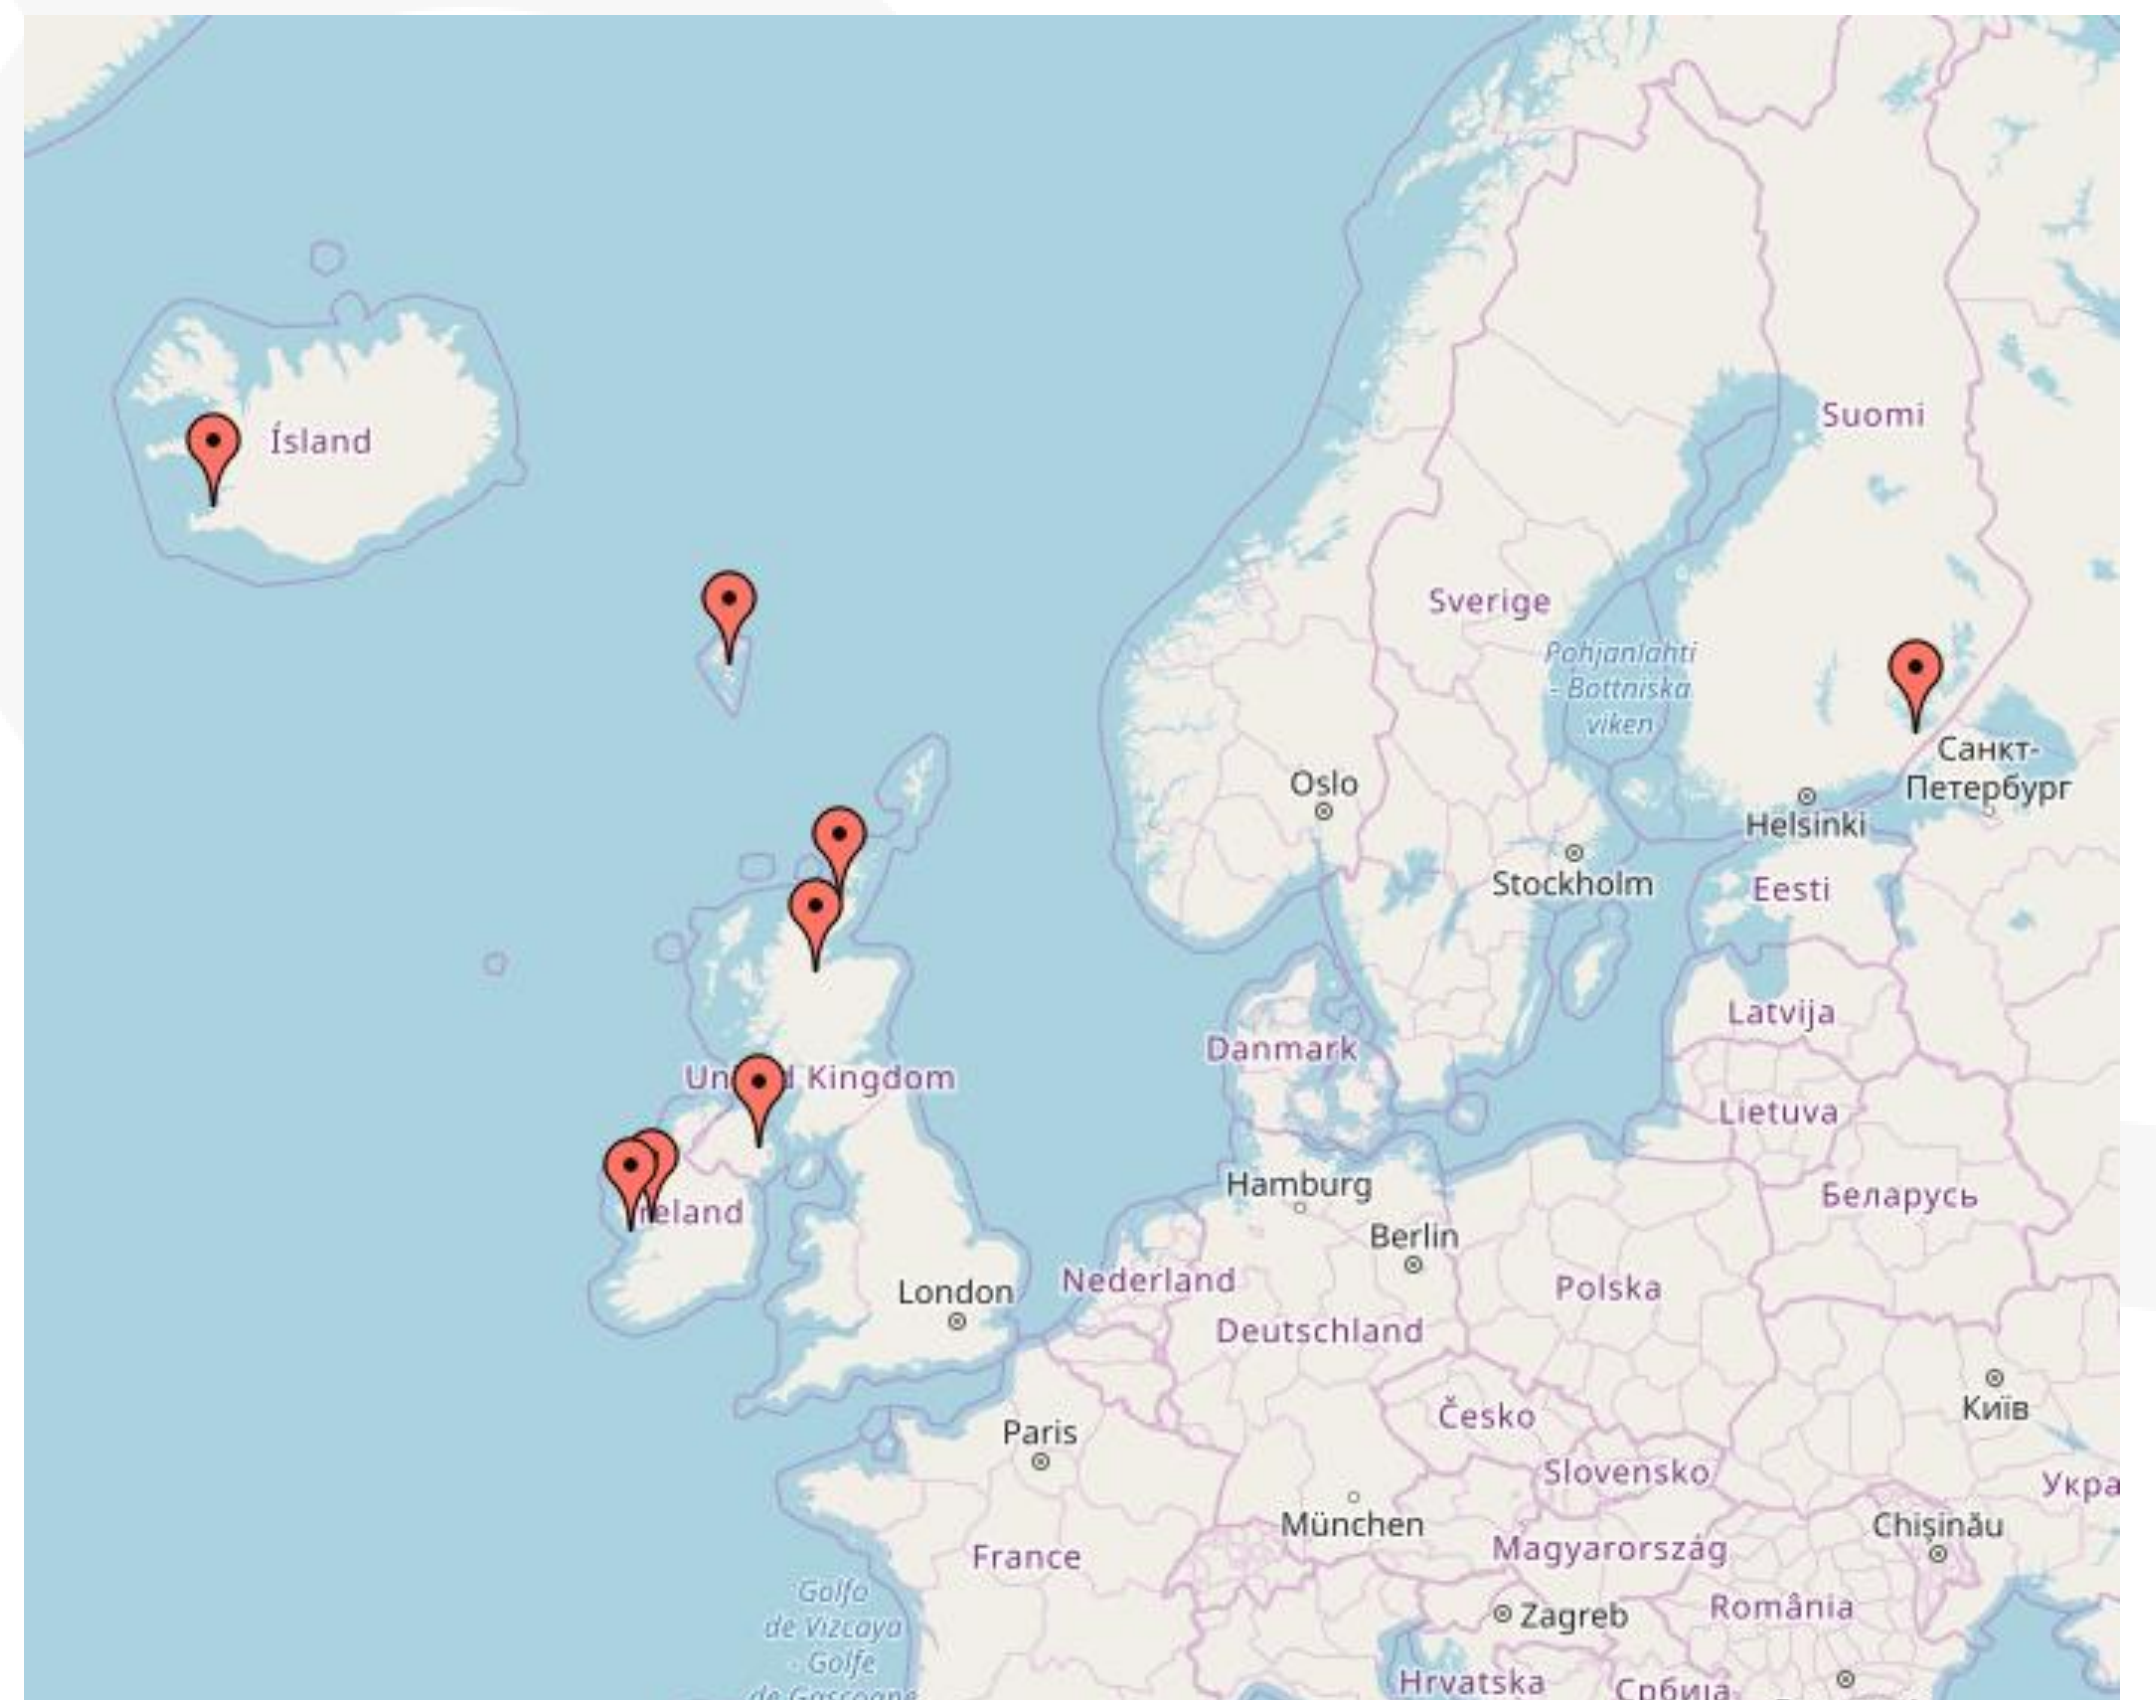 Ísland
Suomi
Sverige
Pohjanlahti
- Bottniska
viken
Санкт-
Петербург
Oslo
Helsinki
Stockholm
Eesti
Latvija
Danmark
Kingdom
Lietuva
Hamburg
Беларусь
Berlin
London
Nederland
Polska
Deutschland
Київ
Česko
Paris
Slovensko
Укра
München
Chișinău
Magyarország
France
Golfo
de Vizcaya
- Golfe
de Gascogne
Zagreb
România
Hrvatska
Србија